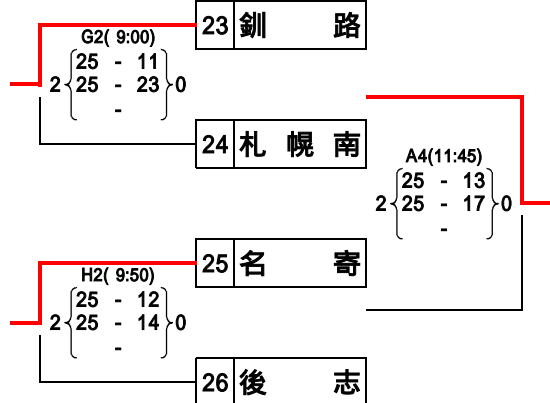 23 釧 路
G2( 9:00)
25 - 11
2 25 - 23 0
-
24 札 幌 南
A4(11:45)
25 - 13
2 25 - 17 0
-
25 名 寄
H2( 9:50)
25 - 12
2 25 - 14 0
-
26 後 志